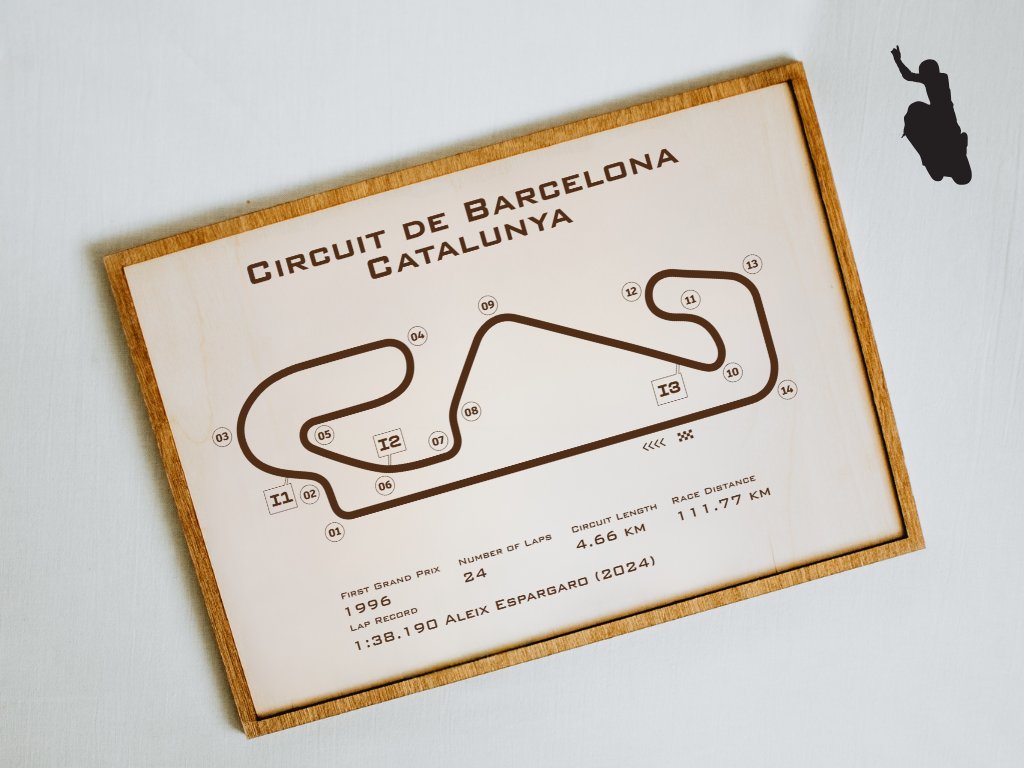 Circuit de Barcelona
Catalunya
01
02
03
04
05
06
07
08
09
10
11
12
13
14
I1
I2
I3
<<<<
First Grand Prix
1996
Number of Laps
24
Circuit Length
4.66 km
Race Distance
111.77 km
Lap Record
1:38.190 Aleix Espargaro (2024)